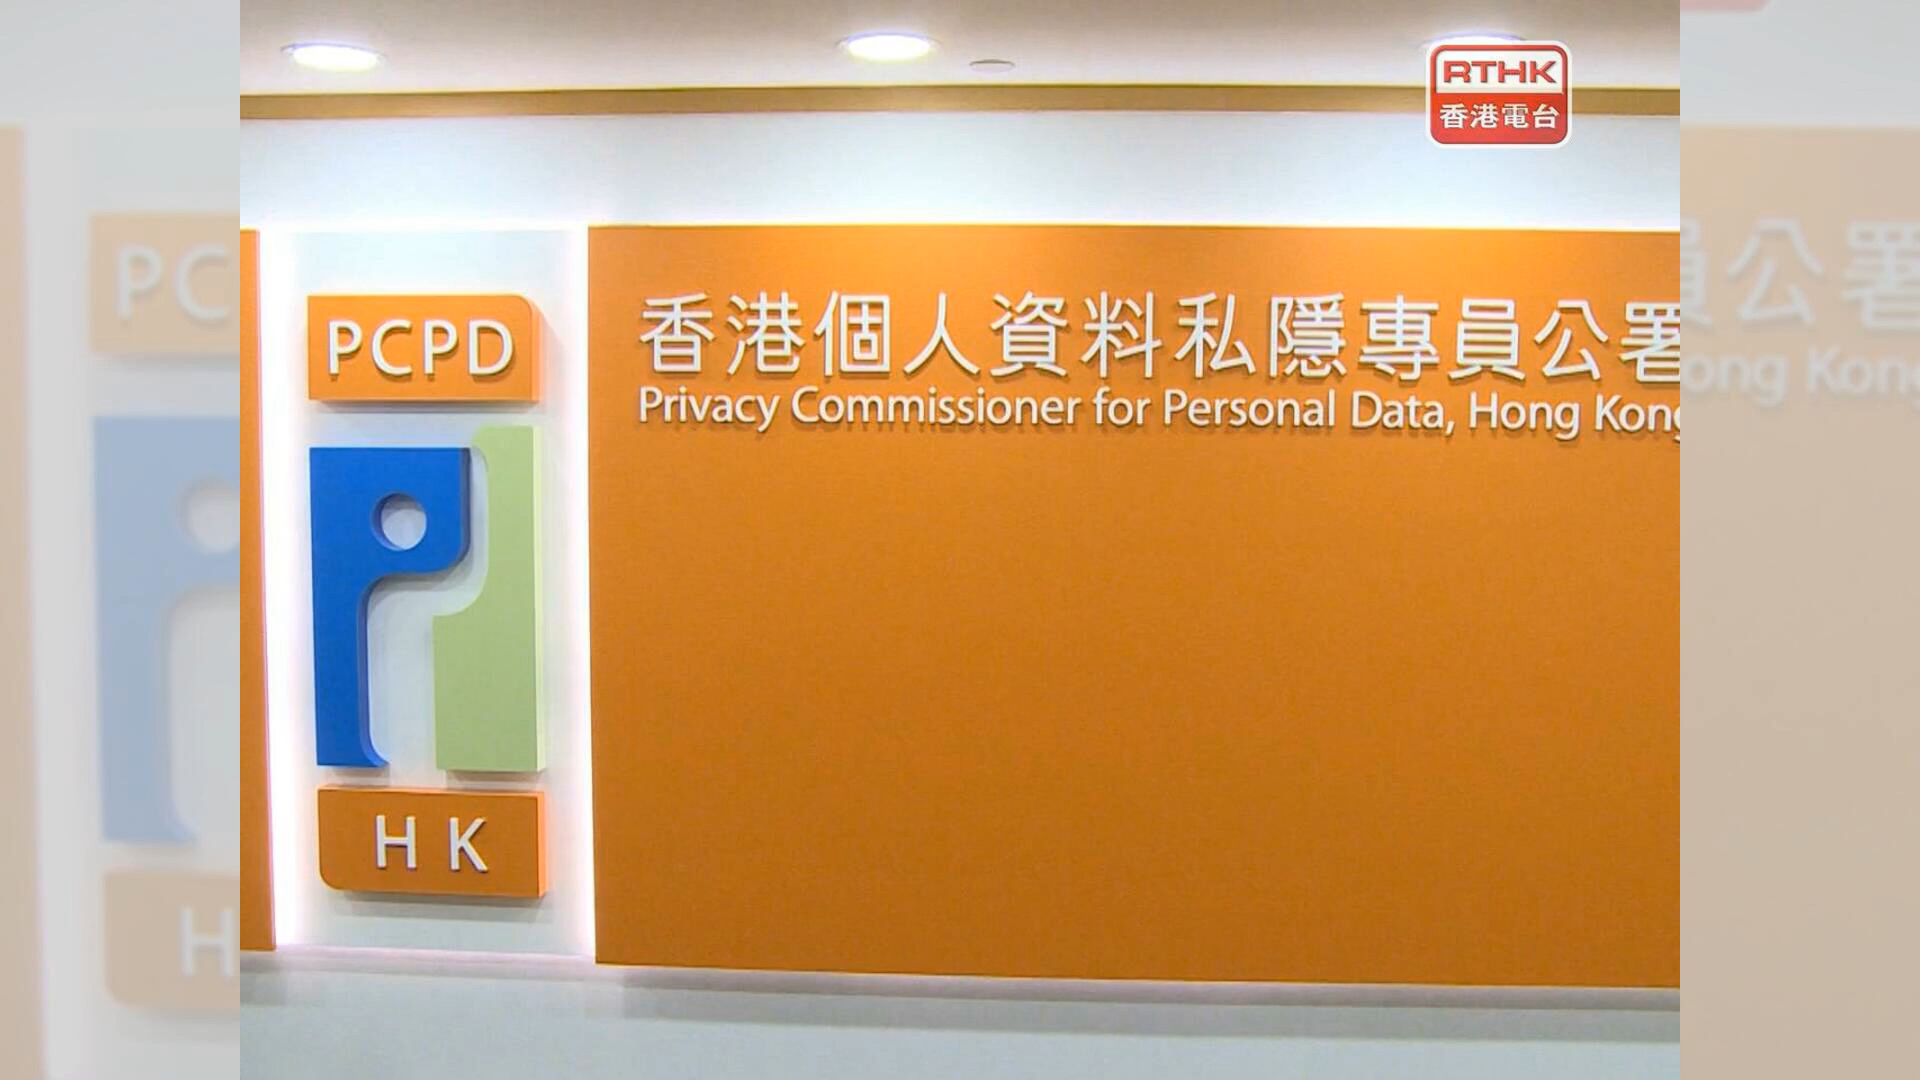 RTHK
香港電台
PCPD
香港個人資料私隱專員公署
Privacy Commissioner for Personal Data, Hong Kong
HK